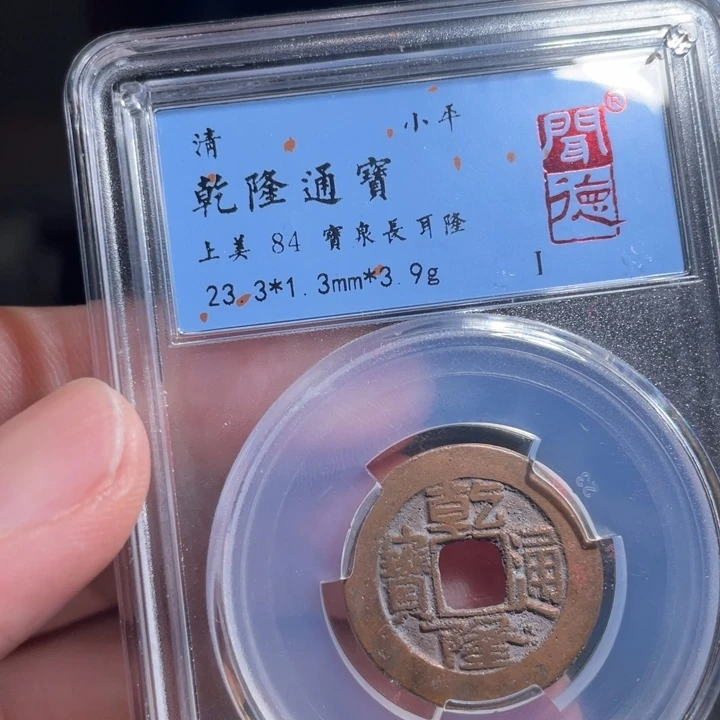 清 小平
乾隆通寶
上美 84 寶泉長耳隆
23.3*1.3mm*3.9g I
聞德®
乾隆通寶